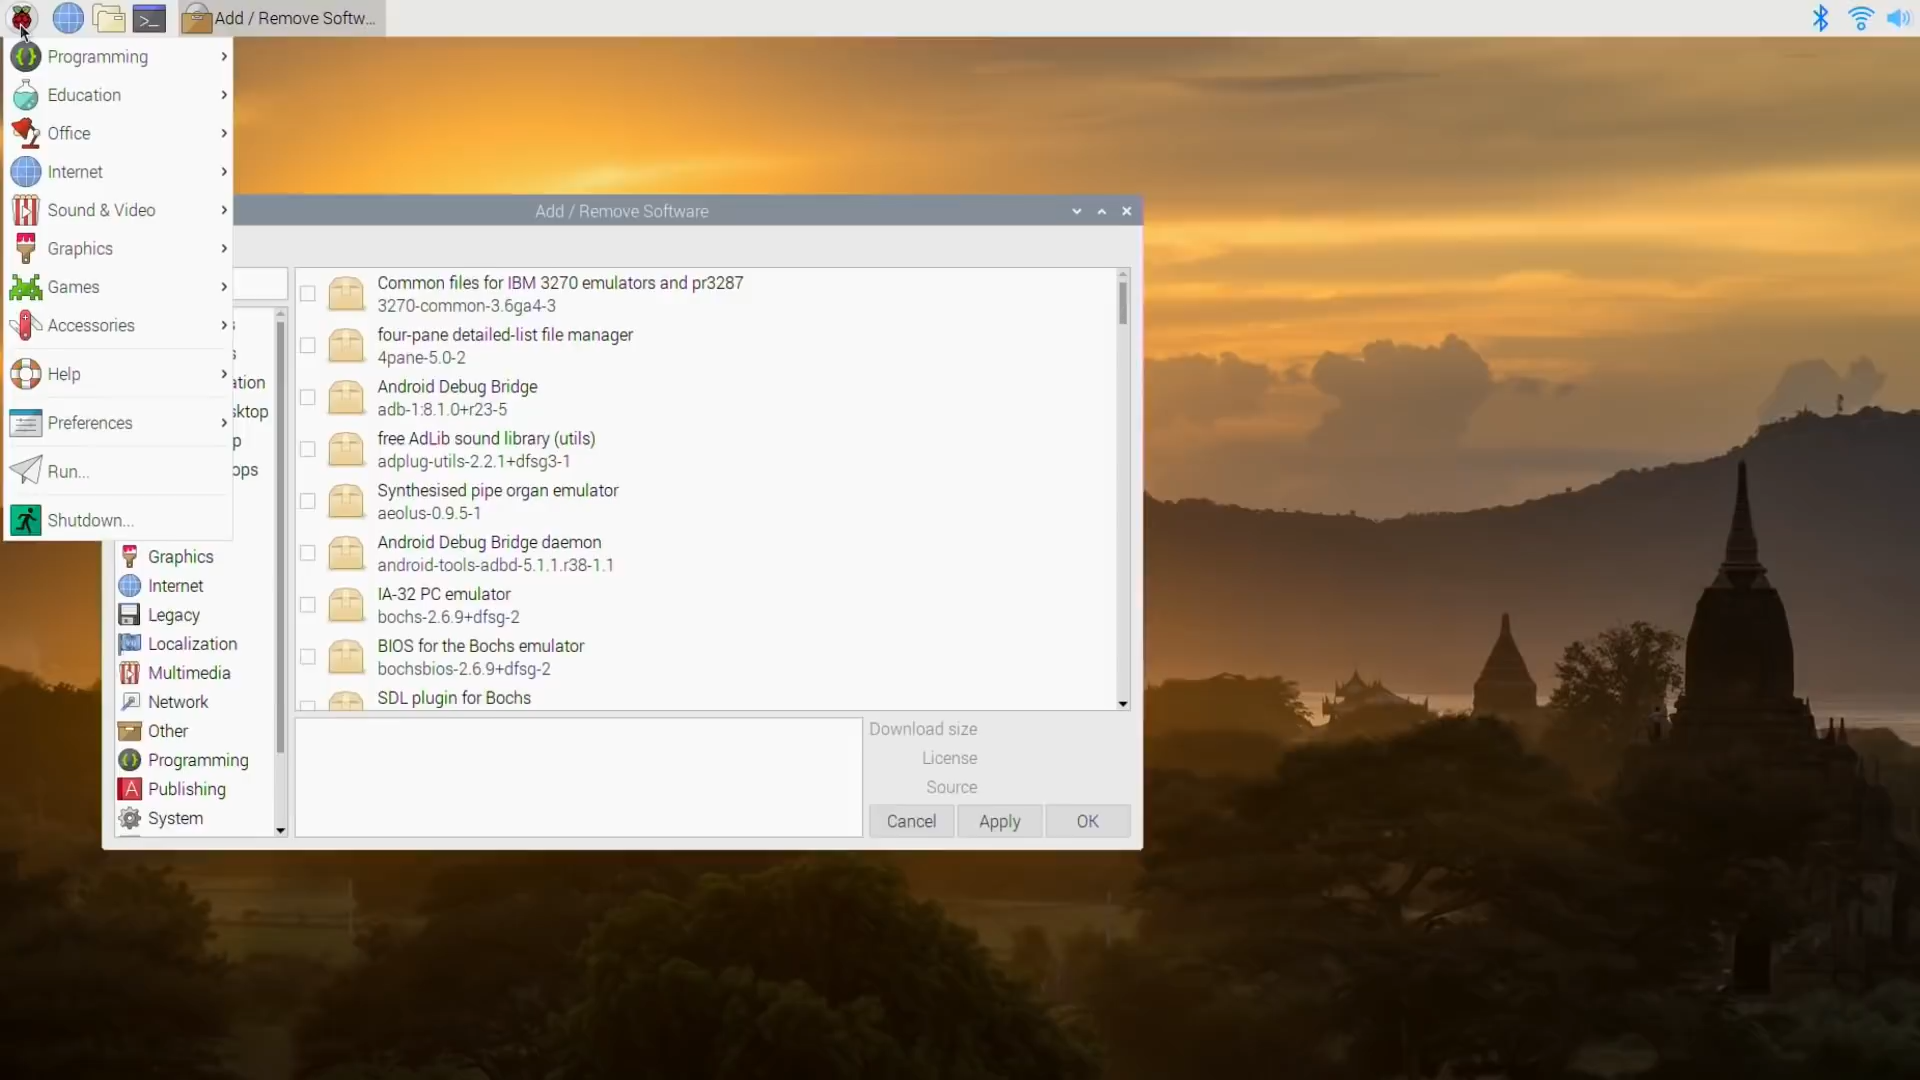 Add / Remove Softw...
Programming
Education
Office
Internet
Sound & Video
Graphics
Games
Accessories
Help
Preferences
Run...
Shutdown...
Add / Remove Software
ation
sktop
p
ops
Graphics
Internet
Legacy
Localization
Multimedia
Network
Other
Programming
Publishing
System
Common files for IBM 3270 emulators and pr3287
3270-common-3.6ga4-3
four-pane detailed-list file manager
4pane-5.0-2
Android Debug Bridge
adb-1:8.1.0+r23-5
free AdLib sound library (utils)
adplug-utils-2.2.1+dfsg3-1
Synthesised pipe organ emulator
aeolus-0.9.5-1
Android Debug Bridge daemon
android-tools-adbd-5.1.1.r38-1.1
IA-32 PC emulator
bochs-2.6.9+dfsg-2
BIOS for the Bochs emulator
bochsbios-2.6.9+dfsg-2
SDL plugin for Bochs
Download size
License
Source
Cancel
Apply
OK